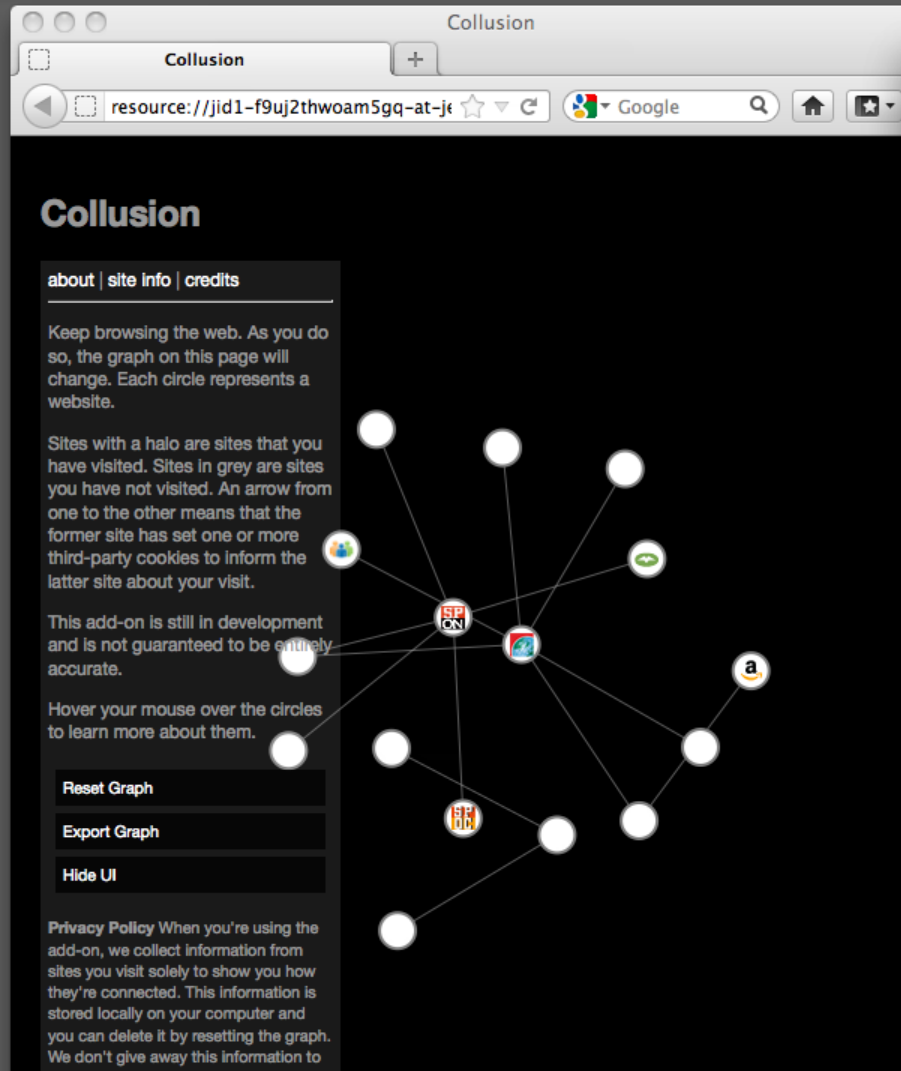 Collusion
Collusion
resource://jid1-f9uj2thwoam5gq-at-je
Google
Collusion
about | site info | credits
Keep browsing the web. As you do
so, the graph on this page will
change. Each circle represents a
website.
Sites with a halo are sites that you
have visited. Sites in grey are sites
you have not visited. An arrow from
one to the other means that the
former site has set one or more
third-party cookies to inform the
latter site about your visit.
This add-on is still in development
and is not guaranteed to be entirely
accurate.
Hover your mouse over the circles
to learn more about them.
SP
ON
a
Reset Graph
Export Graph
SP
OC
Hide UI
Privacy Policy When you're using the
add-on, we collect information from
sites you visit solely to show you how
they're connected. This information is
stored locally on your computer and
you can delete it by resetting the graph.
We don't give away this information to